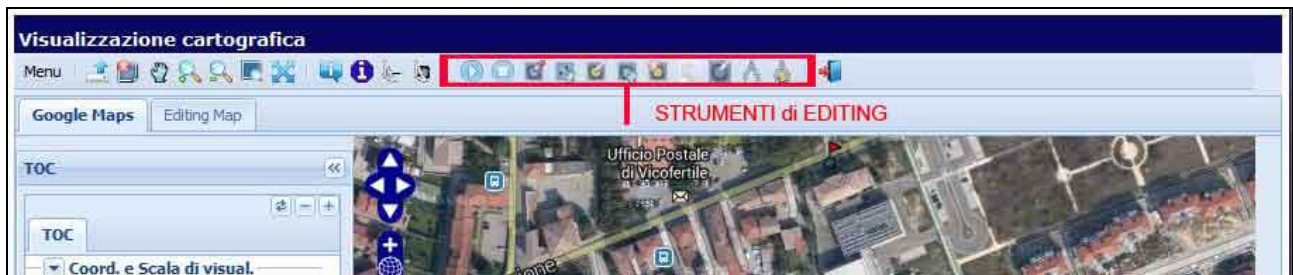 Visualizzazione cartografica
Menu
STRUMENTI di EDITING
Google Maps
Editing Map
TOC
TOC
Coord. e Scala di visual.
Ufficio Postale
di Vicofertile